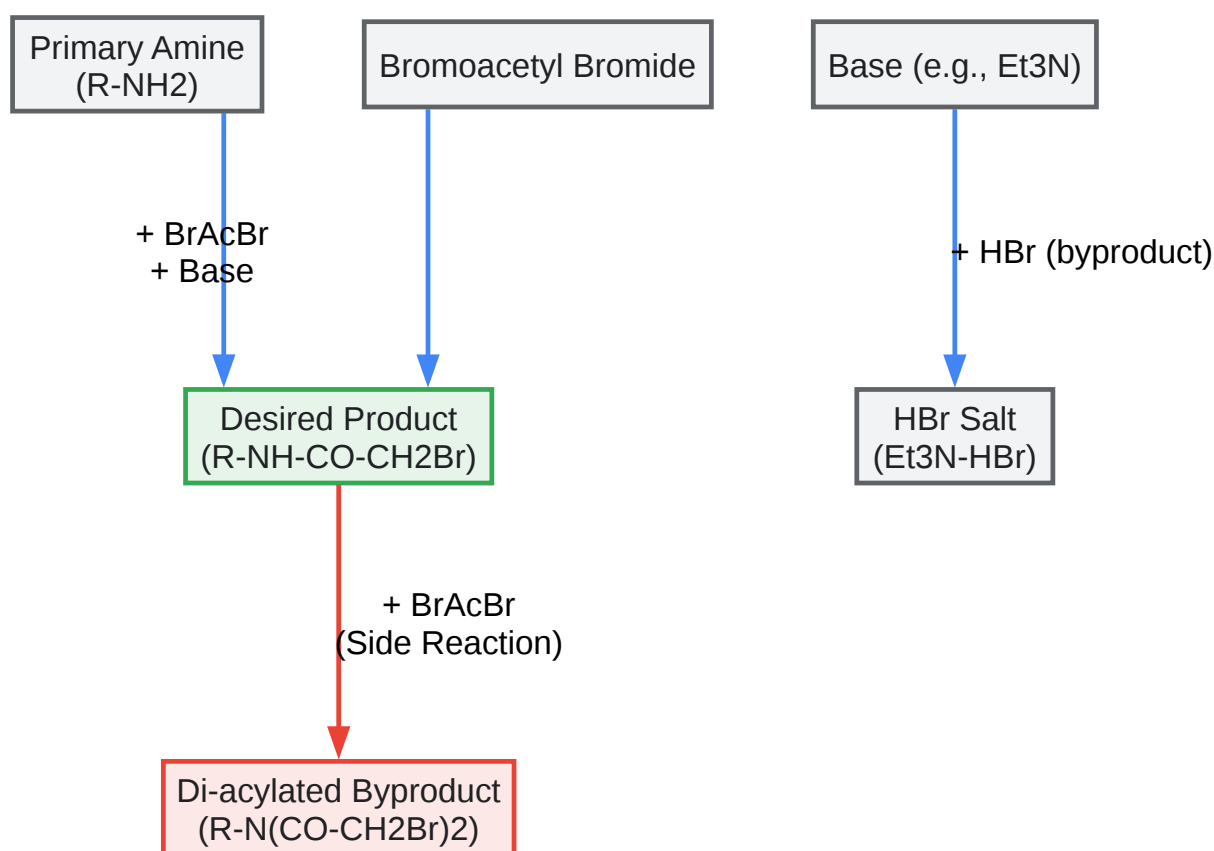 Primary Amine
(R-NH2)
Bromoacetyl Bromide
Base (e.g., Et3N)
+ BrAcBr
+ Base
+ HBr (byproduct)
Desired Product
(R-NH-CO-CH2Br)
HBr Salt
(Et3N-HBr)
+ BrAcBr
(Side Reaction)
Di-acylated Byproduct
(R-N(CO-CH2Br)2)